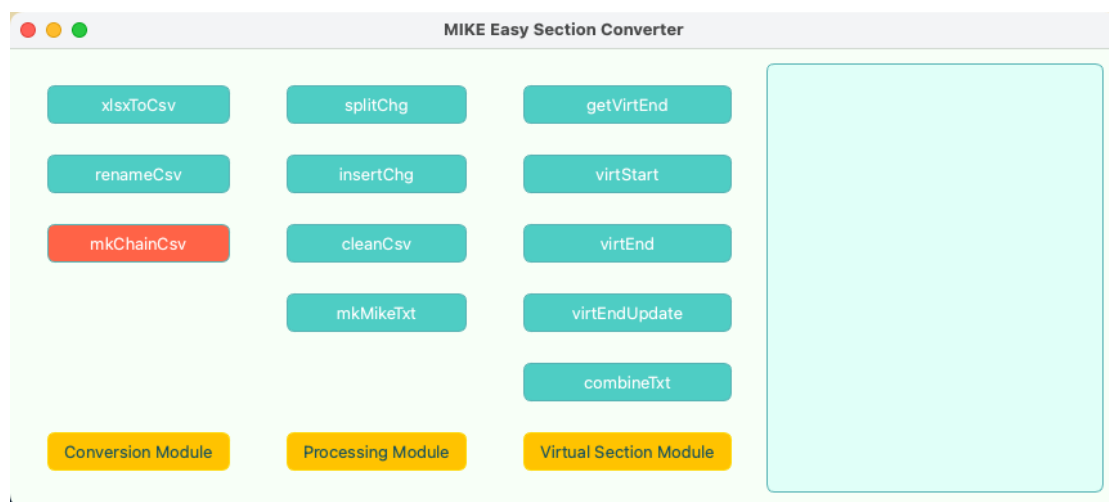 MIKE Easy Section Converter
xlsxToCsv splitChg getVirtEnd
renameCsv insertChg virtStart
mkChainCsv cleanCsv virtEnd
mkMikeTxt virtEndUpdate
combineTxt
Conversion Module Processing Module Virtual Section Module